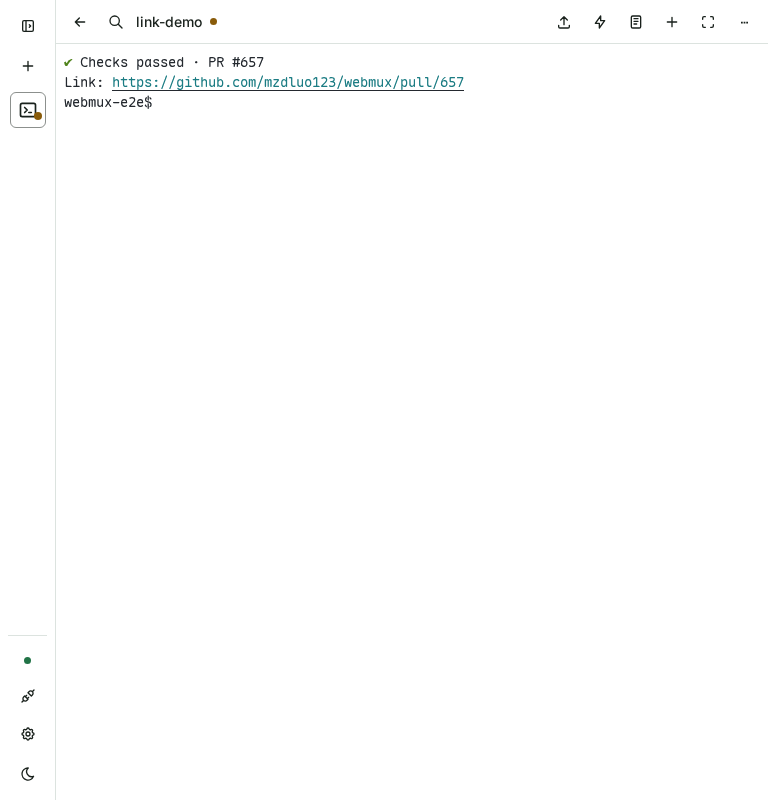 link-demo
✔ Checks passed · PR #657
Link: https://github.com/mzdluo123/webmux/pull/657
webmux-e2e$